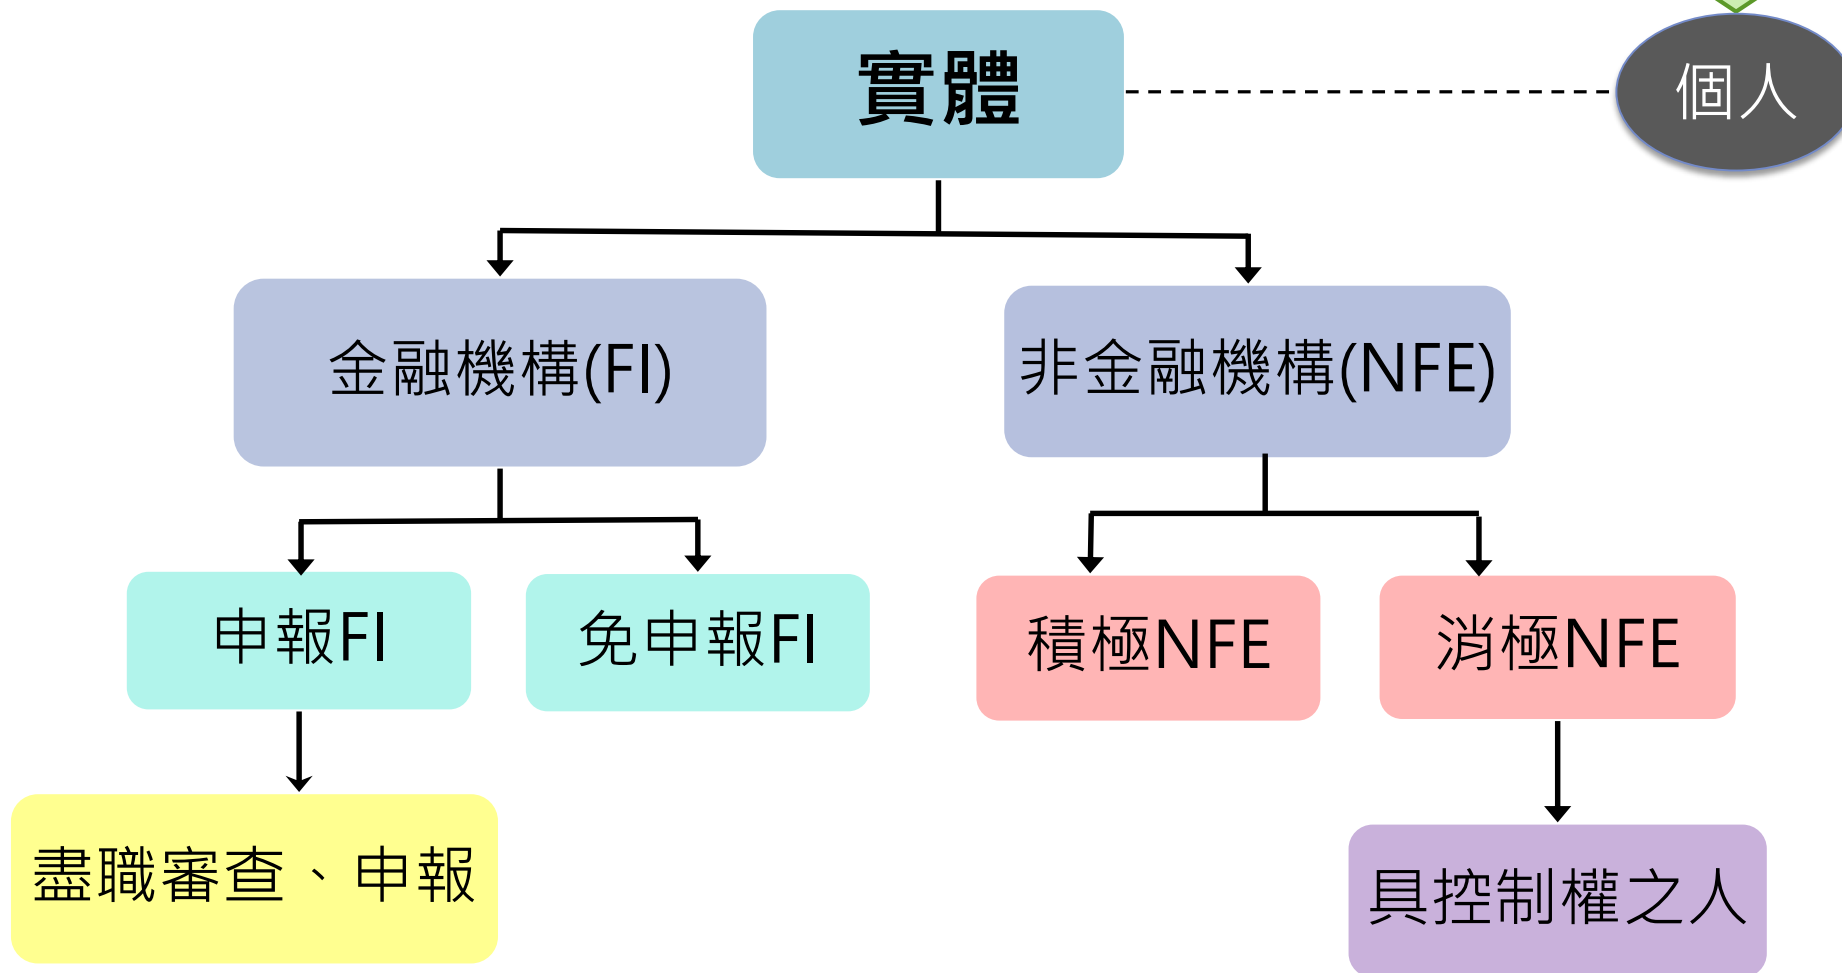 實體
個人
金融機構(FI)
非金融機構(NFE)
申報FI
免申報FI
積極NFE
消極NFE
盡職審查、申報
具控制權之人